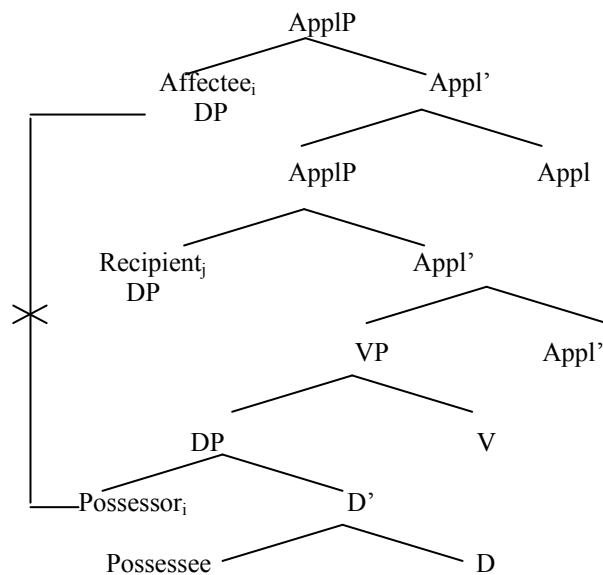 ApplP
Affecteeᵢ Appl’
DP
ApplP Appl
Recipientⱼ Appl’
DP
VP Appl’
DP V
Possessorᵢ D’
Possessee D